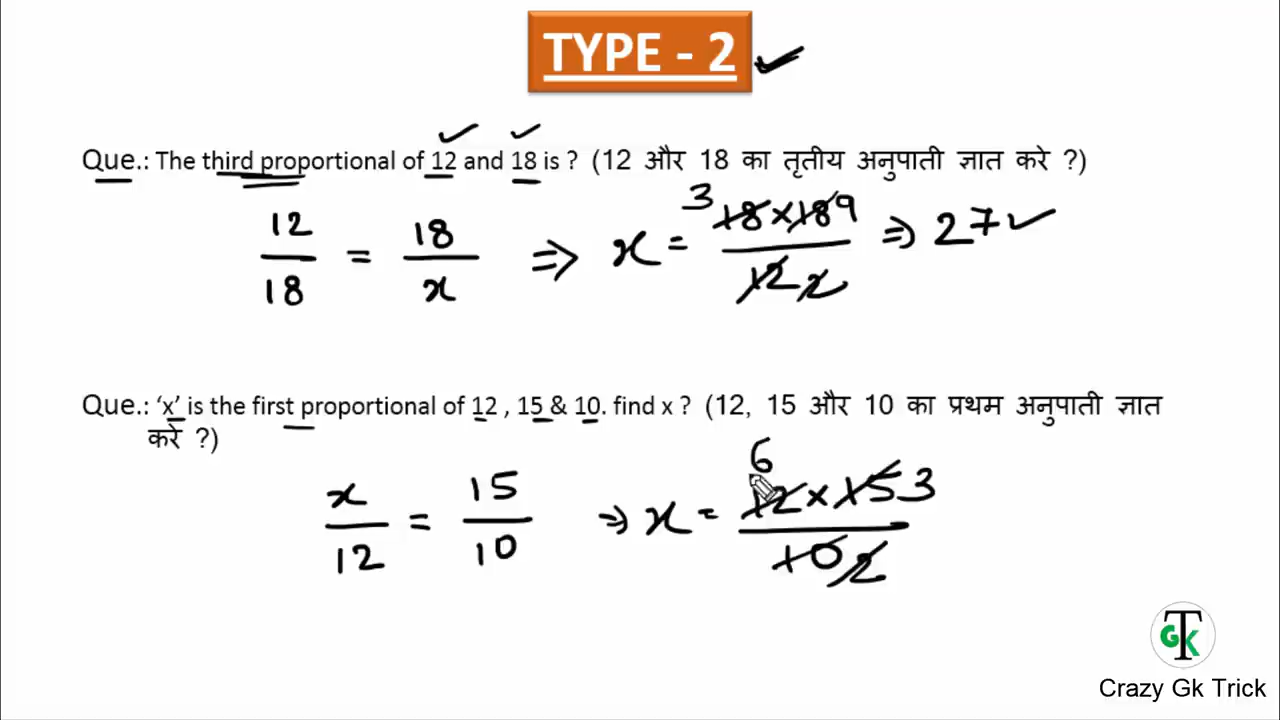 TYPE - 2
Que.: The third proportional of 12 and 18 is ? (12 और 18 का तृतीय अनुपाती ज्ञात करे ?)
12/18 = 18/x ⇒ x = 3 18×18 9 / 12 2 ⇒ 27
Que.: ‘x’ is the first proportional of 12 , 15 & 10. find x ? (12, 15 और 10 का प्रथम अनुपाती ज्ञात
करे ?)
x/12 = 15/10 ⇒ x = 6 12×15 3 / 10 2
TGK
Crazy Gk Trick